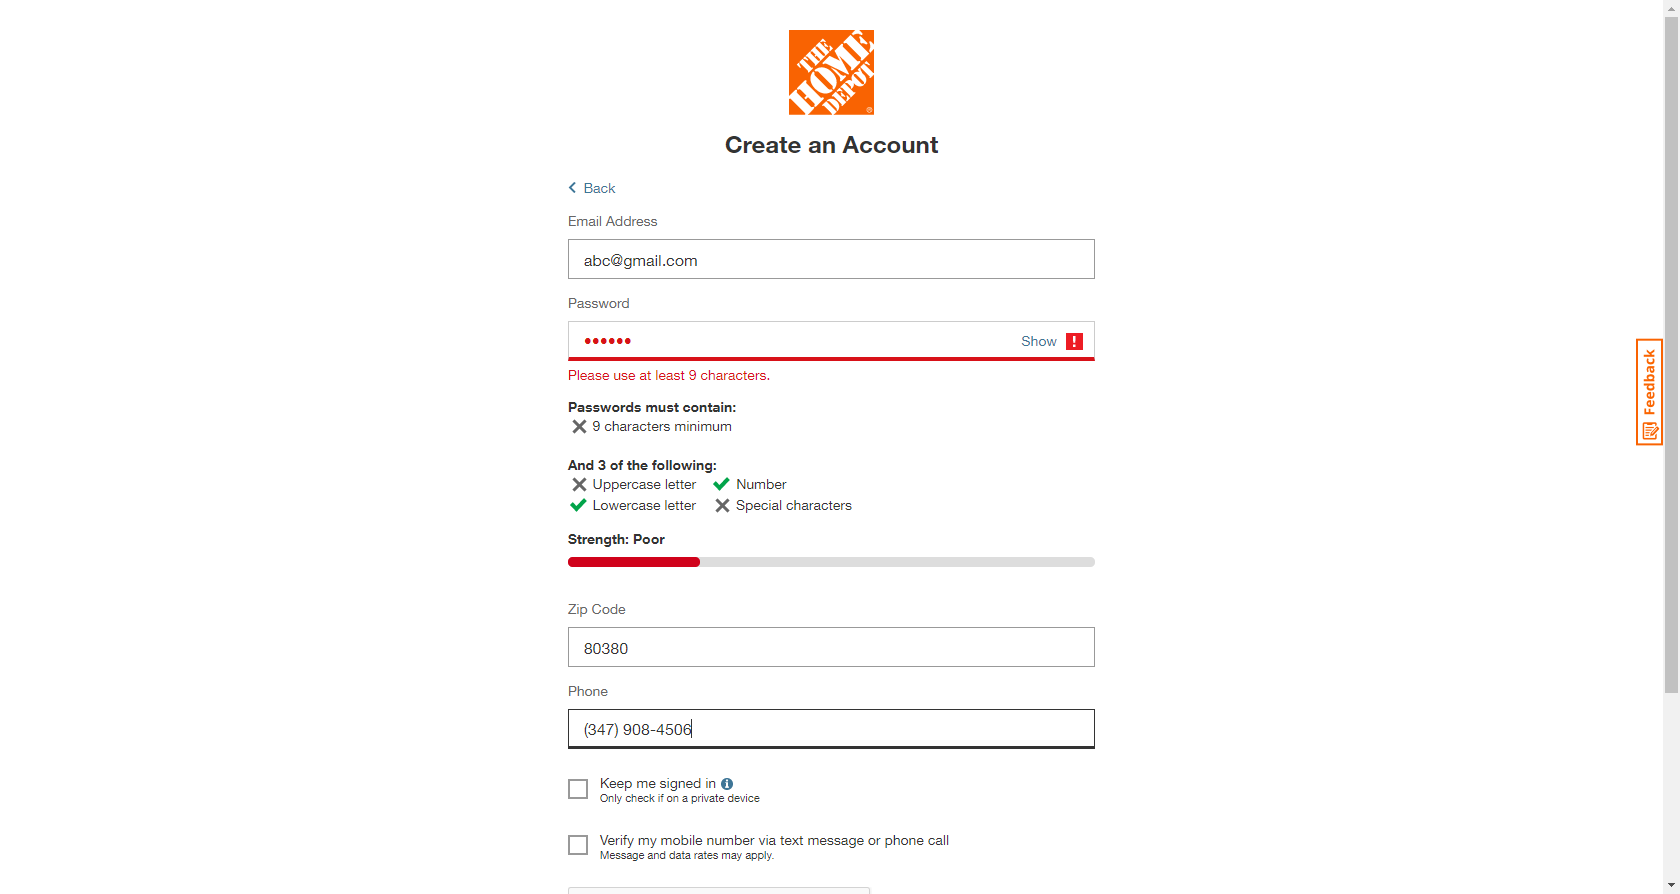 THE
HOME
DEPOT
®
Create an Account
Back
Email Address
abc@gmail.com
Password
••••••
Show
Please use at least 9 characters.
Passwords must contain:
9 characters minimum
And 3 of the following:
Uppercase letter Number
Lowercase letter Special characters
Strength: Poor
Zip Code
80380
Phone
(347) 908-4506
Keep me signed in
Only check if on a private device
Verify my mobile number via text message or phone call
Message and data rates may apply.
Feedback